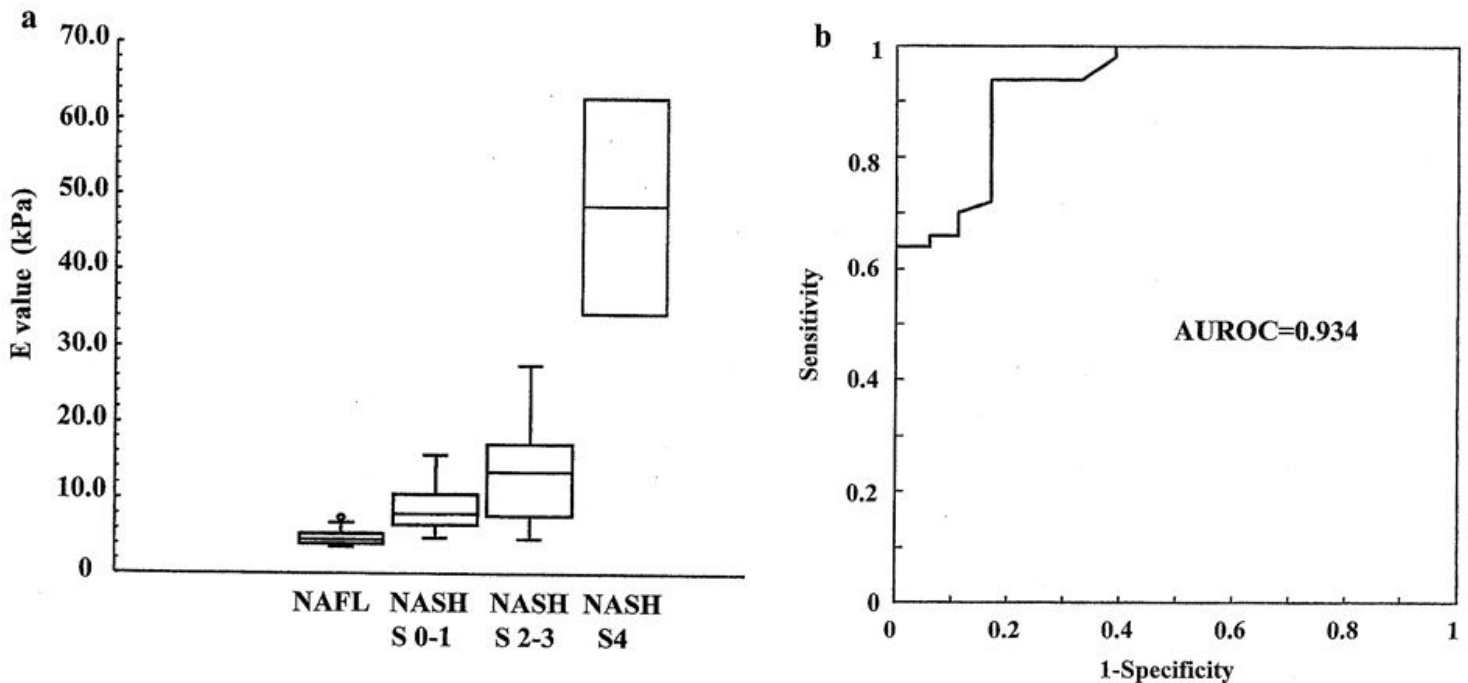 a
70.0
60.0
50.0
40.0
30.0
20.0
10.0
0
E value (kPa)
NAFL NASH NASH NASH
S 0-1 S 2-3 S4
b
1
0.8
0.6
0.4
0.2
0
Sensitivity
AUROC=0.934
0 0.2 0.4 0.6 0.8 1
1-Specificity